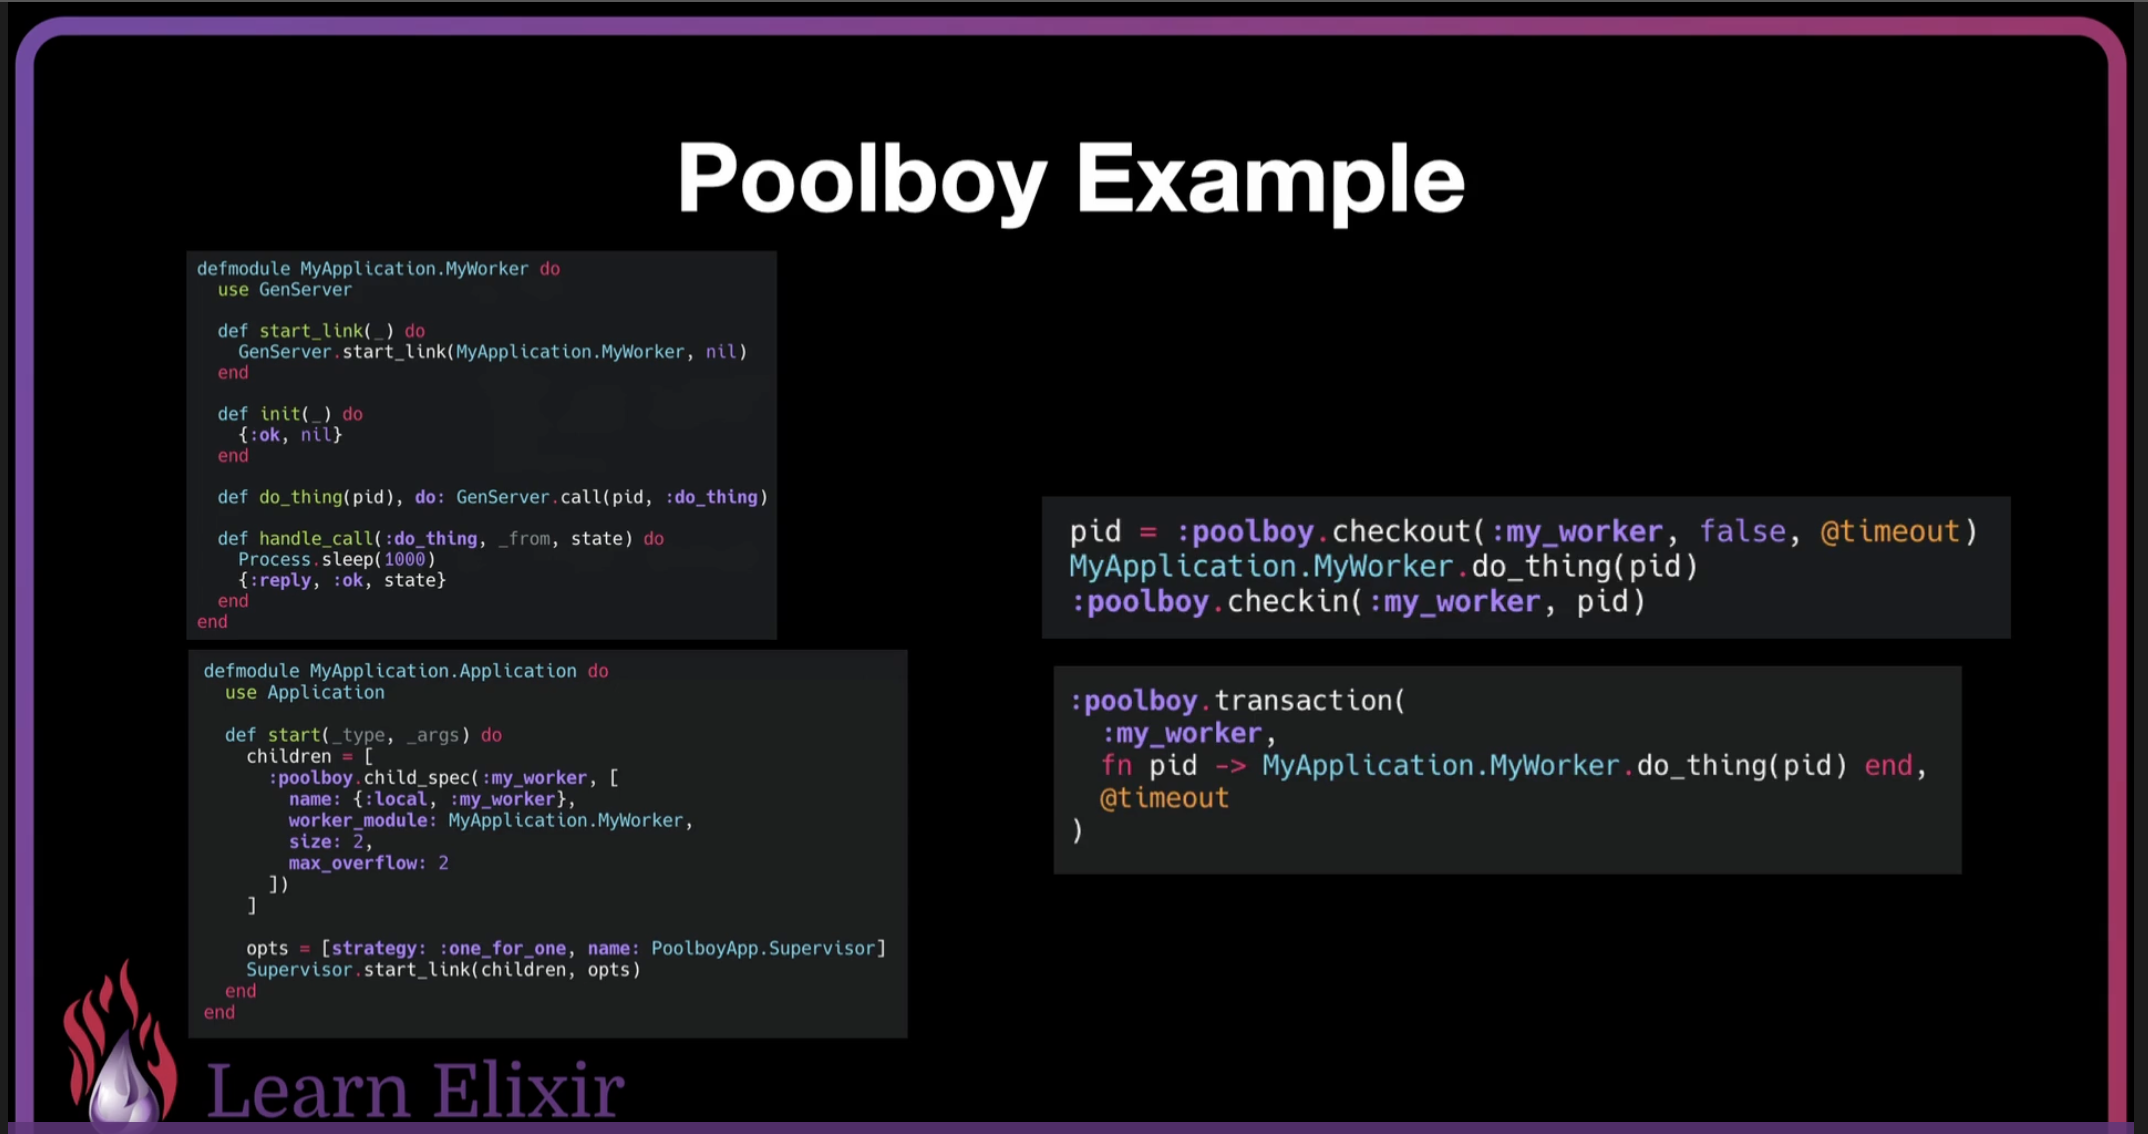 Poolboy Example
defmodule MyApplication.MyWorker do
  use GenServer

  def start_link(_) do
    GenServer.start_link(MyApplication.MyWorker, nil)
  end

  def init(_) do
    {:ok, nil}
  end

  def do_thing(pid), do: GenServer.call(pid, :do_thing)

  def handle_call(:do_thing, _from, state) do
    Process.sleep(1000)
    {:reply, :ok, state}
  end
end
defmodule MyApplication.Application do
  use Application

  def start(_type, _args) do
    children = [
      :poolboy.child_spec(:my_worker, [
        name: {:local, :my_worker},
        worker_module: MyApplication.MyWorker,
        size: 2,
        max_overflow: 2
      ])
    ]

    opts = [strategy: :one_for_one, name: PoolboyApp.Supervisor]
    Supervisor.start_link(children, opts)
  end
end
pid = :poolboy.checkout(:my_worker, false, @timeout)
MyApplication.MyWorker.do_thing(pid)
:poolboy.checkin(:my_worker, pid)
:poolboy.transaction(
  :my_worker,
  fn pid -> MyApplication.MyWorker.do_thing(pid) end,
  @timeout
)
Learn Elixir